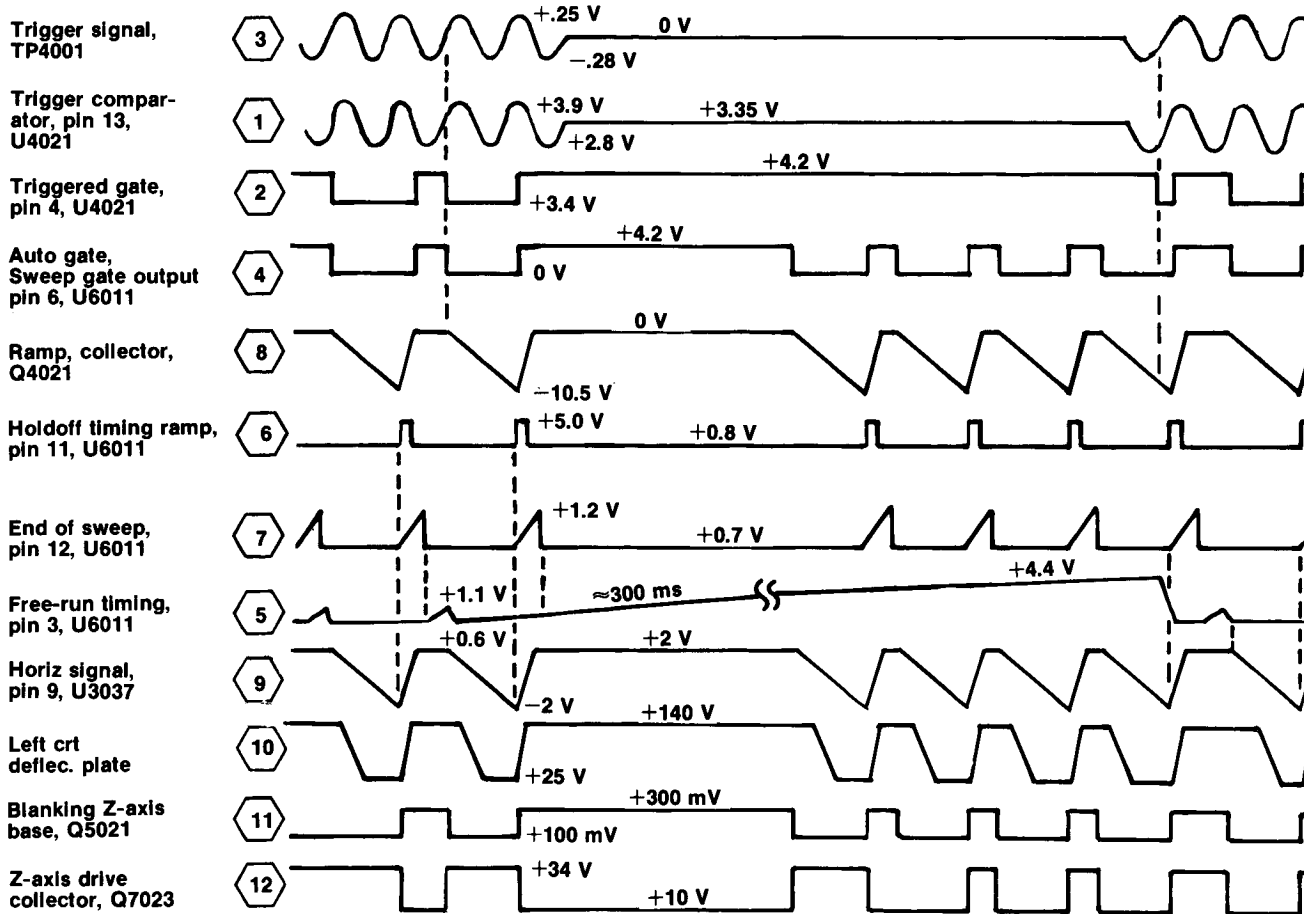 Trigger signal,
TP4001
3
+.25 V
0 V
−.28 V
Trigger compar-
ator, pin 13,
U4021
1
+3.9 V
+3.35 V
+2.8 V
Triggered gate,
pin 4, U4021
2
+4.2 V
+3.4 V
Auto gate,
Sweep gate output
pin 6, U6011
4
+4.2 V
0 V
Ramp, collector,
Q4021
8
0 V
−10.5 V
Holdoff timing ramp,
pin 11, U6011
6
+5.0 V
+0.8 V
End of sweep,
pin 12, U6011
7
+1.2 V
+0.7 V
Free-run timing,
pin 3, U6011
5
+1.1 V
≈300 ms
+4.4 V
+0.6 V
Horiz signal,
pin 9, U3037
9
+2 V
−2 V
Left crt
deflec. plate
10
+140 V
+25 V
Blanking Z-axis
base, Q5021
11
+300 mV
+100 mV
Z-axis drive
collector, Q7023
12
+34 V
+10 V